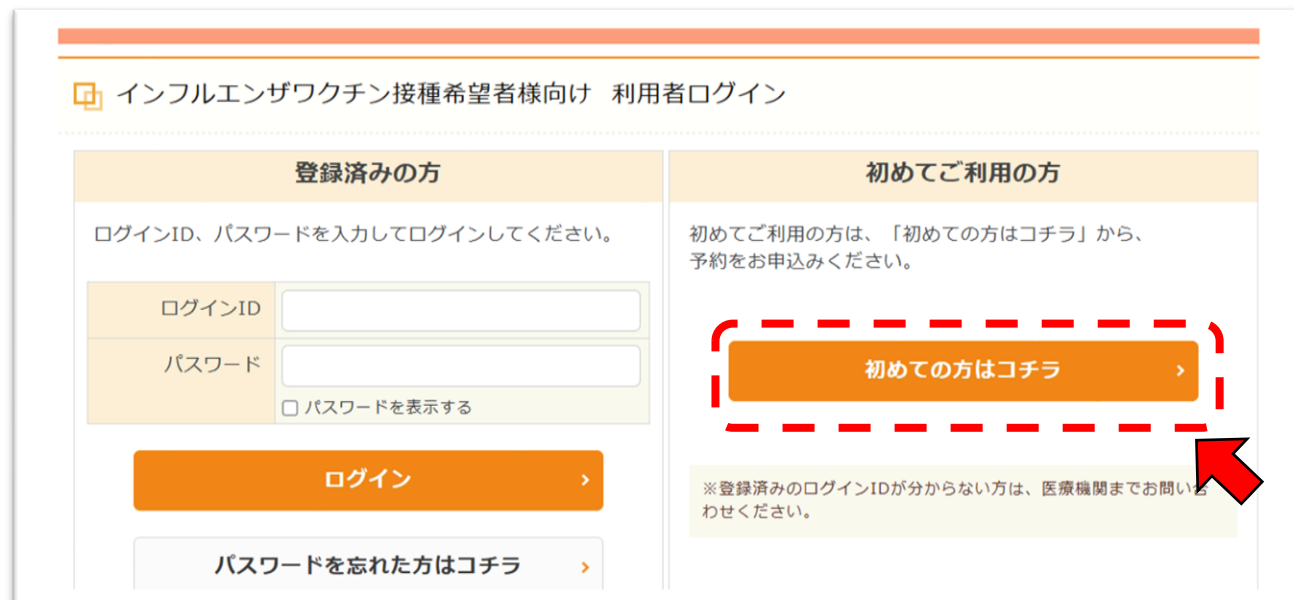 インフルエンザワクチン接種希望者様向け 利用者ログイン
登録済みの方
ログインID、パスワードを入力してログインしてください。
ログインID
パスワード
パスワードを表示する
ログイン
パスワードを忘れた方はコチラ
初めてご利用の方
初めてご利用の方は、「初めての方はコチラ」から、
予約をお申込みください。
初めての方はコチラ
※登録済みのログインIDが分からない方は、医療機関までお問い合
わせください。